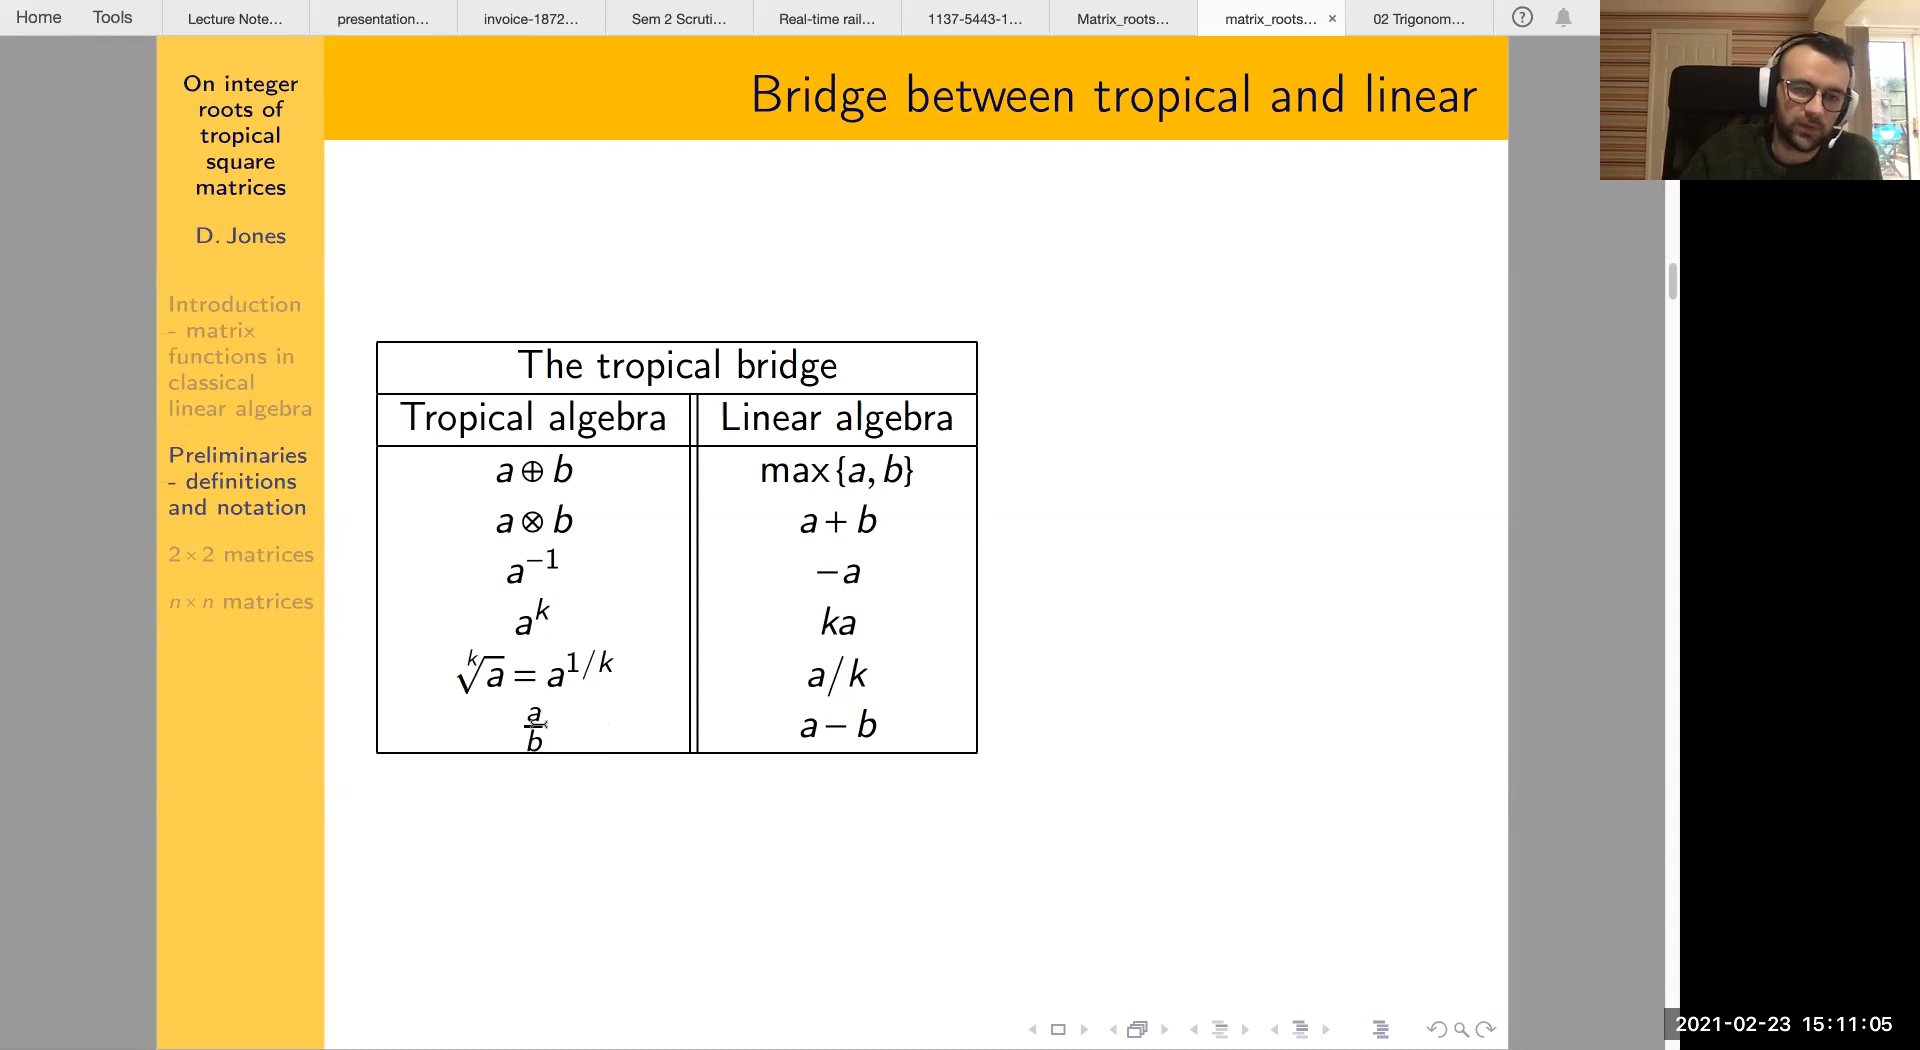 Home Tools Lecture Note... presentation... invoice-1872... Sem 2 Scruti... Real-time rail... 1137-5443-1... Matrix_roots... matrix_roots... × 02 Trigonom...
On integer
roots of
tropical
square
matrices
D. Jones
Introduction
- matrix
functions in
classical
linear algebra
Preliminaries
- definitions
and notation
2 × 2 matrices
n × n matrices
Bridge between tropical and linear
The tropical bridge
Tropical algebra Linear algebra
a ⊕ b max{a, b}
a ⊗ b a + b
a⁻¹ −a
aᵏ ka
ᵏ√a = a^{1/k} a/k
a/b a − b
2021-02-23 15:11:05